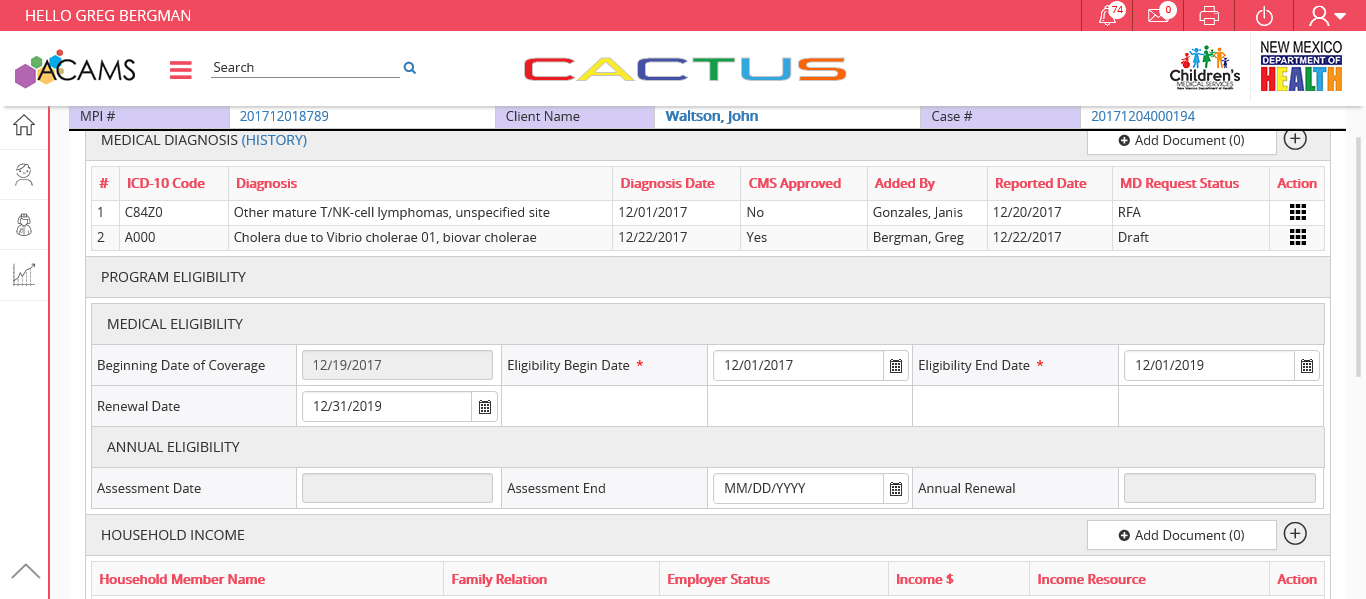 HELLO GREG BERGMAN
74
0
ACAMS
Search
CACTUS
Children's
MEDICAL SERVICES
New Mexico Department of Health
NEW MEXICO
DEPARTMENT OF
HEALTH
MPI # 201712018789 Client Name Waltson, John Case # 20171204000194
MEDICAL DIAGNOSIS (HISTORY) Add Document (0)
# ICD-10 Code Diagnosis Diagnosis Date CMS Approved Added By Reported Date MD Request Status Action
1 C84Z0 Other mature T/NK-cell lymphomas, unspecified site 12/01/2017 No Gonzales, Janis 12/20/2017 RFA
2 A000 Cholera due to Vibrio cholerae 01, biovar cholerae 12/22/2017 Yes Bergman, Greg 12/22/2017 Draft
PROGRAM ELIGIBILITY
MEDICAL ELIGIBILITY
Beginning Date of Coverage 12/19/2017 Eligibility Begin Date * 12/01/2017 Eligibility End Date * 12/01/2019
Renewal Date 12/31/2019
ANNUAL ELIGIBILITY
Assessment Date Assessment End MM/DD/YYYY Annual Renewal
HOUSEHOLD INCOME Add Document (0)
Household Member Name Family Relation Employer Status Income $ Income Resource Action